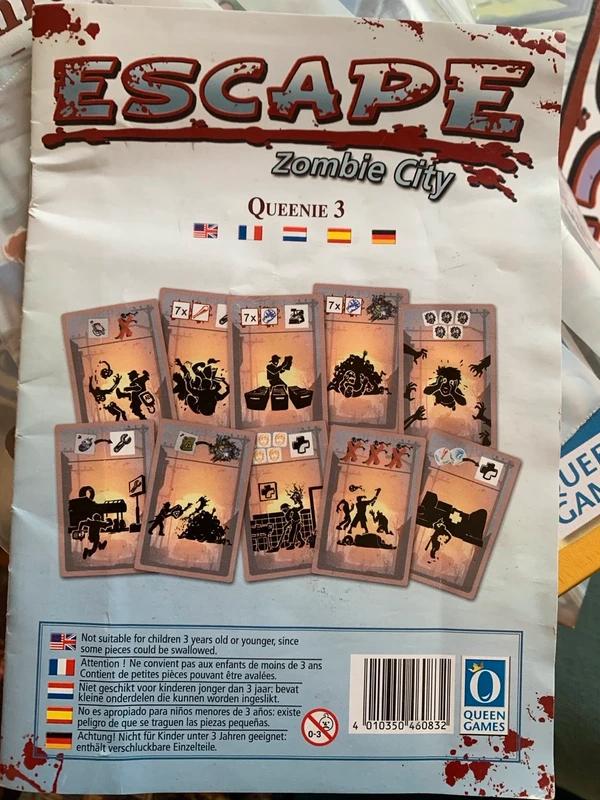 ESCAPE
Zombie City
QUEENIE 3
7x
7x
7x
Not suitable for children 3 years old or younger, since
some pieces could be swallowed.
Attention ! Ne convient pas aux enfants de moins de 3 ans
Contient de petites pièces pouvant être avalées.
Niet geschikt voor kinderen jonger dan 3 jaar: bevat
kleine onderdelen die kunnen worden ingeslikt.
No es apropiado para niños menores de 3 años: existe
peligro de que se traguen las piezas pequeñas.
Achtung! Nicht für Kinder unter 3 Jahren geeignet:
enthält verschluckbare Einzelteile.
0-3
4 010350 460832
QUEEN
GAMES